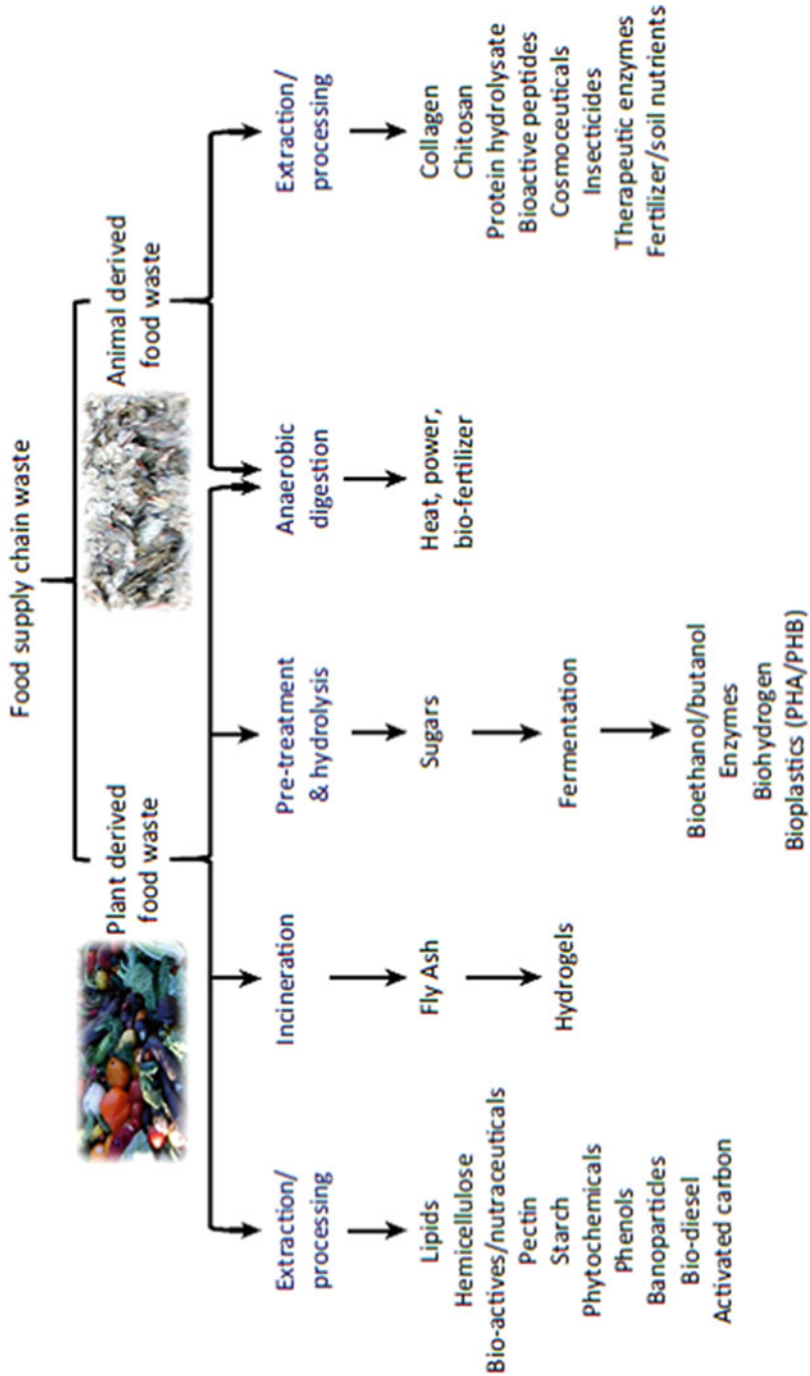 Food supply chain waste
Plant derived
food waste
Animal derived
food waste
Extraction/
processing
Incineration
Pre-treatment
& hydrolysis
Anaerobic
digestion
Extraction/
processing
Lipids
Hemicellulose
Bio-actives/nutraceuticals
Pectin
Starch
Phytochemicals
Phenols
Banoparticles
Bio-diesel
Activated carbon
Fly Ash
Hydrogels
Sugars
Fermentation
Bioethanol/butanol
Enzymes
Biohydrogen
Bioplastics (PHA/PHB)
Heat, power,
bio-fertilizer
Collagen
Chitosan
Protein hydrolysate
Bioactive peptides
Cosmoceuticals
Insecticides
Therapeutic enzymes
Fertilizer/soil nutrients